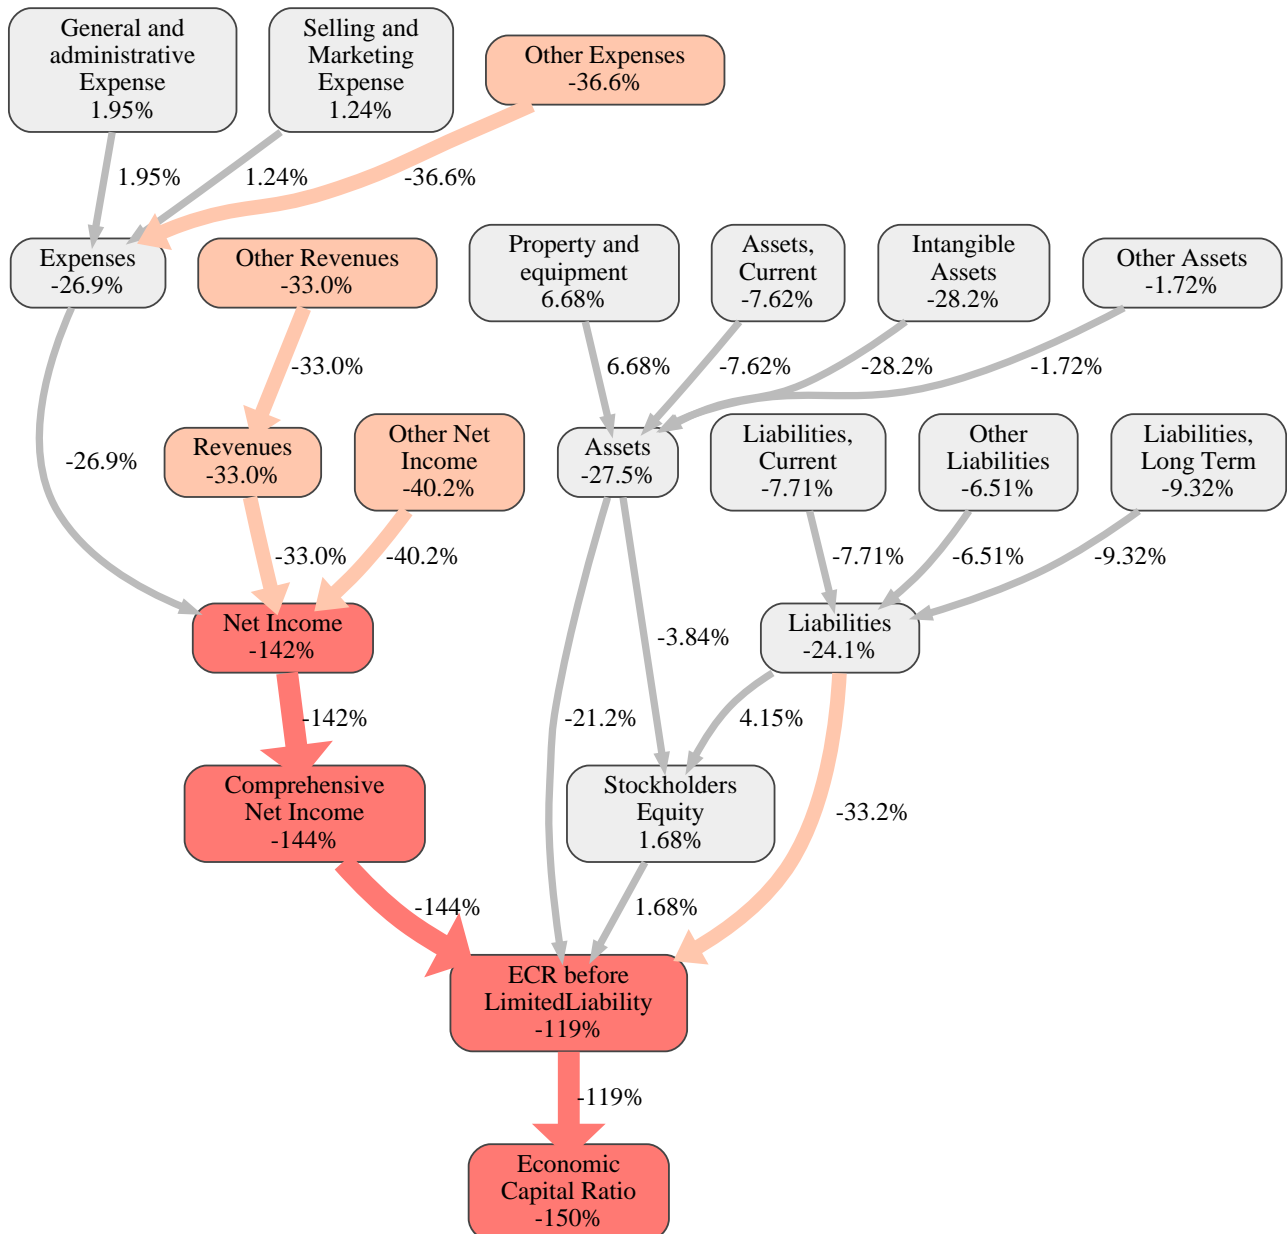 General and
administrative
Expense
1.95%
Selling and
Marketing
Expense
1.24%
Other Expenses
-36.6%
1.95%
1.24%
-36.6%
Expenses
-26.9%
Other Revenues
-33.0%
Property and
equipment
6.68%
Assets,
Current
-7.62%
Intangible
Assets
-28.2%
Other Assets
-1.72%
-33.0%
6.68%
-7.62%
-28.2%
-1.72%
-26.9%
Revenues
-33.0%
Other Net
Income
-40.2%
Assets
-27.5%
Liabilities,
Current
-7.71%
Other
Liabilities
-6.51%
Liabilities,
Long Term
-9.32%
-33.0%
-40.2%
-7.71%
-6.51%
-9.32%
Net Income
-142%
-3.84%
Liabilities
-24.1%
-142%
-21.2%
4.15%
Comprehensive
Net Income
-144%
Stockholders
Equity
1.68%
-33.2%
-144%
1.68%
ECR before
LimitedLiability
-119%
-119%
Economic
Capital Ratio
-150%